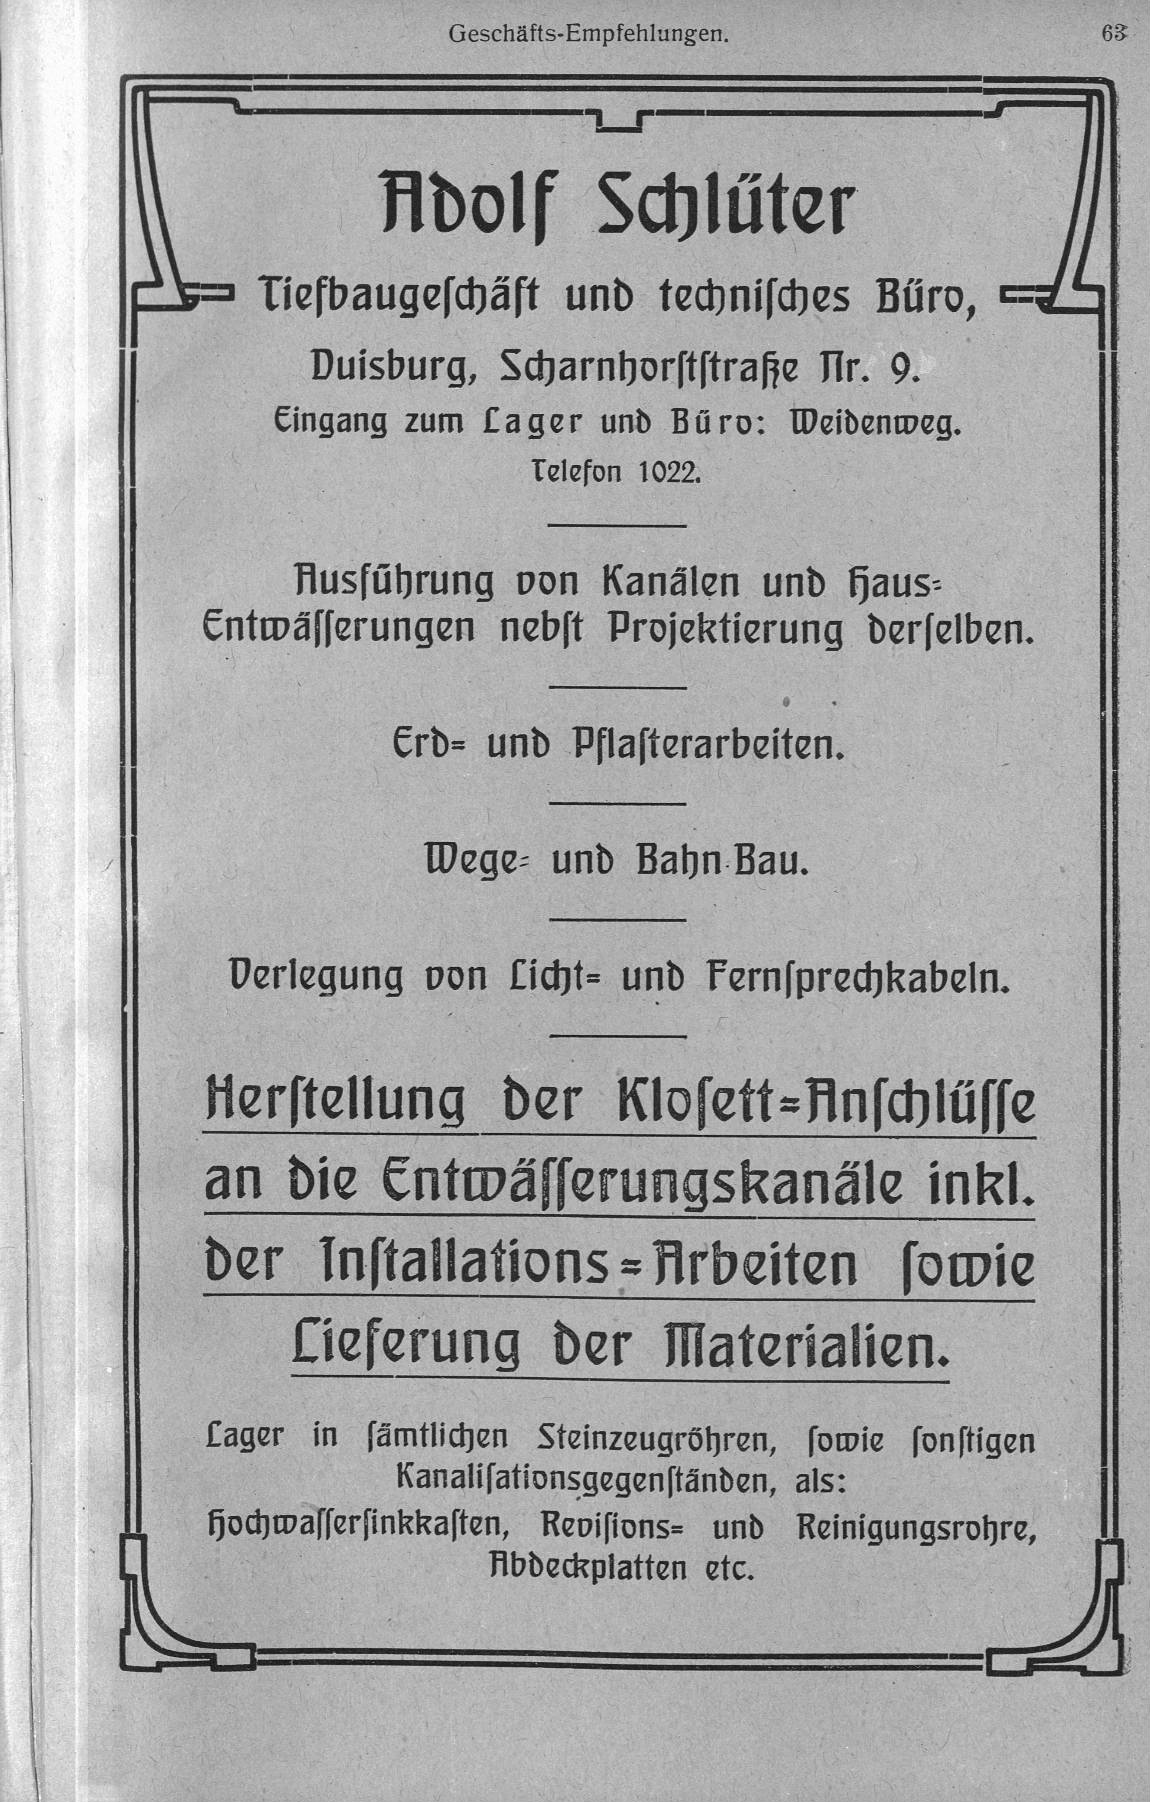 Geschäfts-Empfehlungen. 63
Adolf Schlüter
Tiefbaugeſchäft und techniſches Büro,
Duisburg, Scharnhorſtſtraße Nr. 9.
Eingang zum Lager und Büro: Weidenweg.
Telefon 1022.
Ausführung von Kanälen und Haus-
Entwäſſerungen nebſt Projektierung derſelben.
Erd- und Pflaſterarbeiten.
Wege- und Bahn-Bau.
Verlegung von Licht- und Fernſprechkabeln.
Herſtellung der Kloſett-Anſchlüſſe
an die Entwäſſerungskanäle inkl.
der Inſtallations-Arbeiten ſowie
Lieferung der Materialien.
Lager in ſämtlichen Steinzeugröhren, ſowie ſonſtigen
Kanaliſationsgegenſtänden, als:
Hochwaſſerſinkkaſten, Reviſions- und Reinigungsrohre,
Abdeckplatten etc.